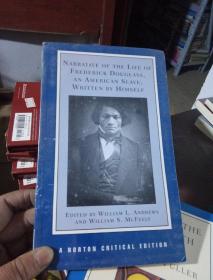 NARRATIVE OF THE LIFE OF
FREDERICK DOUGLASS,
AN AMERICAN SLAVE,
WRITTEN BY HIMSELF
EDITED BY WILLIAM L. ANDREWS
AND WILLIAM S. MCFEELY
A NORTON CRITICAL EDITION
THE